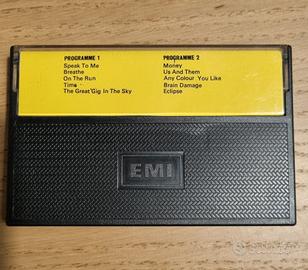 PROGRAMME 1
Speak To Me
Breathe
On The Run
Time
The Great Gig In The Sky
PROGRAMME 2
Money
Us And Them
Any Colour You Like
Brain Damage
Eclipse
EMI
subito